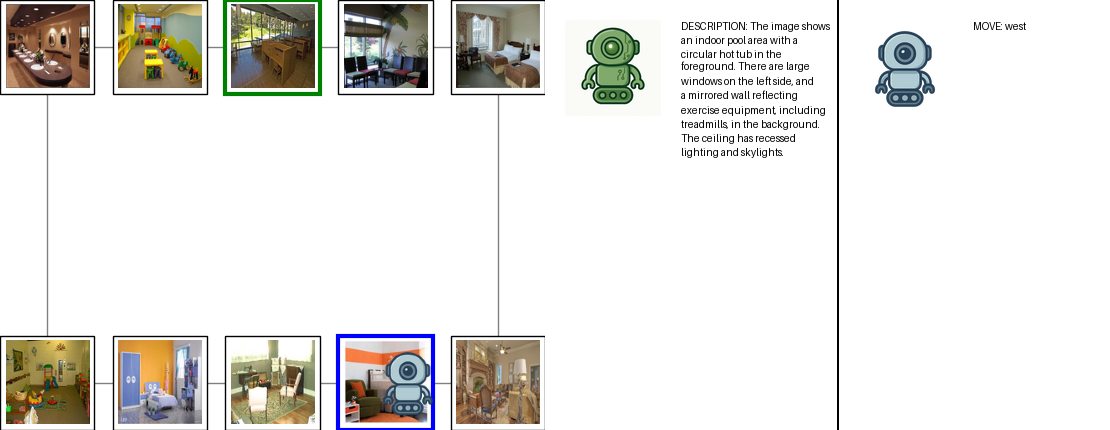 DESCRIPTION: The image shows
an indoor pool area with a
circular hot tub in the
foreground. There are large
windows on the left side, and
a mirrored wall reflecting
exercise equipment, including
treadmills, in the background.
The ceiling has recessed
lighting and skylights.
MOVE: west